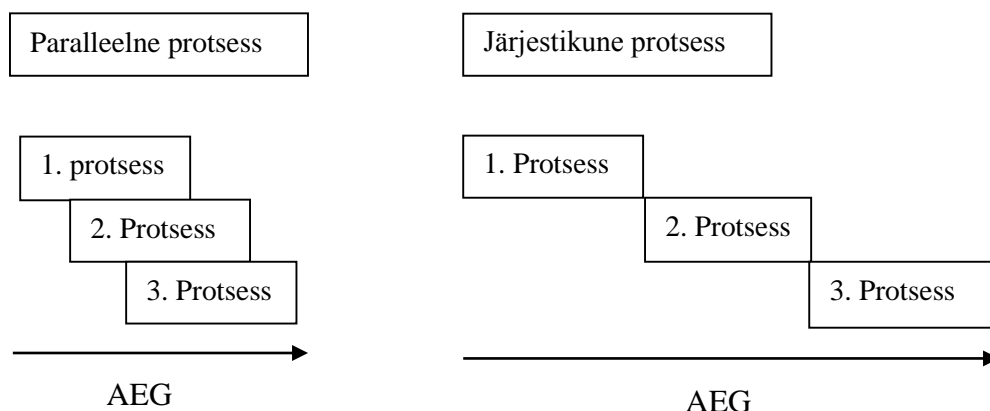 Paralleelne protsess
Järjestikune protsess
1. protsess
2. Protsess
3. Protsess
AEG
1. Protsess
2. Protsess
3. Protsess
AEG